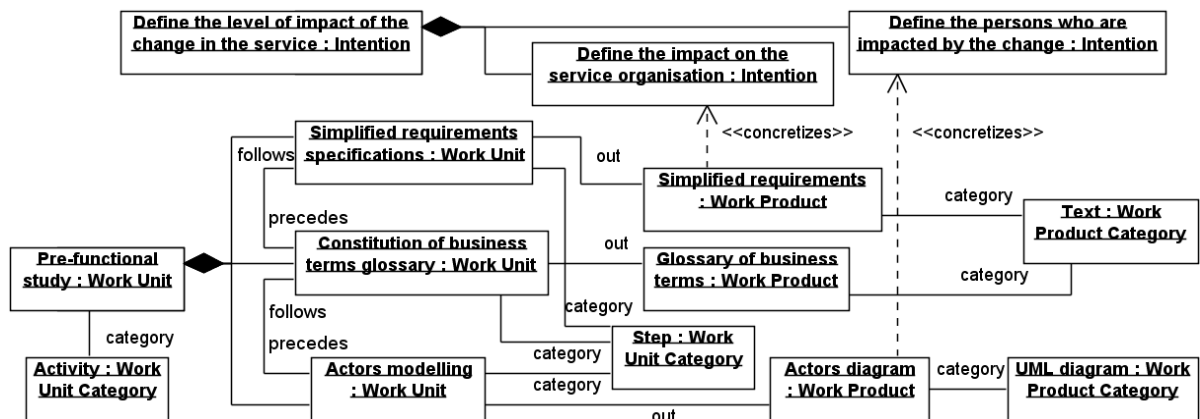 Define the level of impact of the
change in the service : Intention
Define the persons who are
impacted by the change : Intention
Define the impact on the
service organisation : Intention
<<concretizes>>
<<concretizes>>
Simplified requirements
specifications : Work Unit
follows
out
Simplified requirements
: Work Product
category
Text : Work
Product Category
precedes
Constitution of business
terms glossary : Work Unit
out
Glossary of business
terms : Work Product
category
Pre-functional
study : Work Unit
follows
category
category
precedes
category
Step : Work
Unit Category
Activity : Work
Unit Category
Actors modelling
: Work Unit
category
out
Actors diagram
: Work Product
category
UML diagram : Work
Product Category